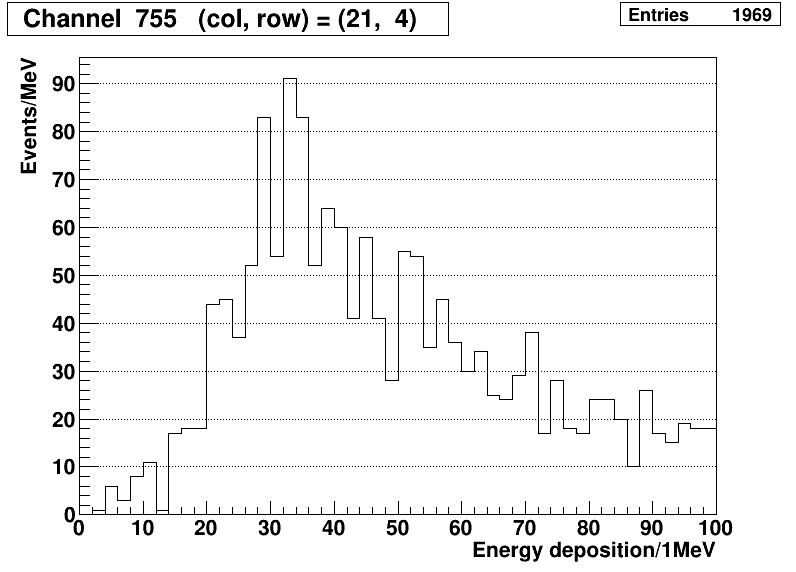 Channel  755   (col, row) = (21,  4)
Entries 1969
Events/MeV
90
80
70
60
50
40
30
20
10
0
0 10 20 30 40 50 60 70 80 90 100
Energy deposition/1MeV